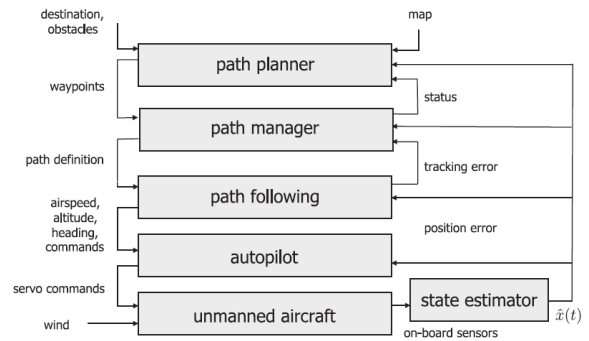 destination,
obstacles
map
path planner
waypoints
status
path manager
path definition
tracking error
path following
airspeed,
altitude,
heading,
commands
position error
autopilot
servo commands
state estimator
unmanned aircraft
x̂(t)
wind
on-board sensors